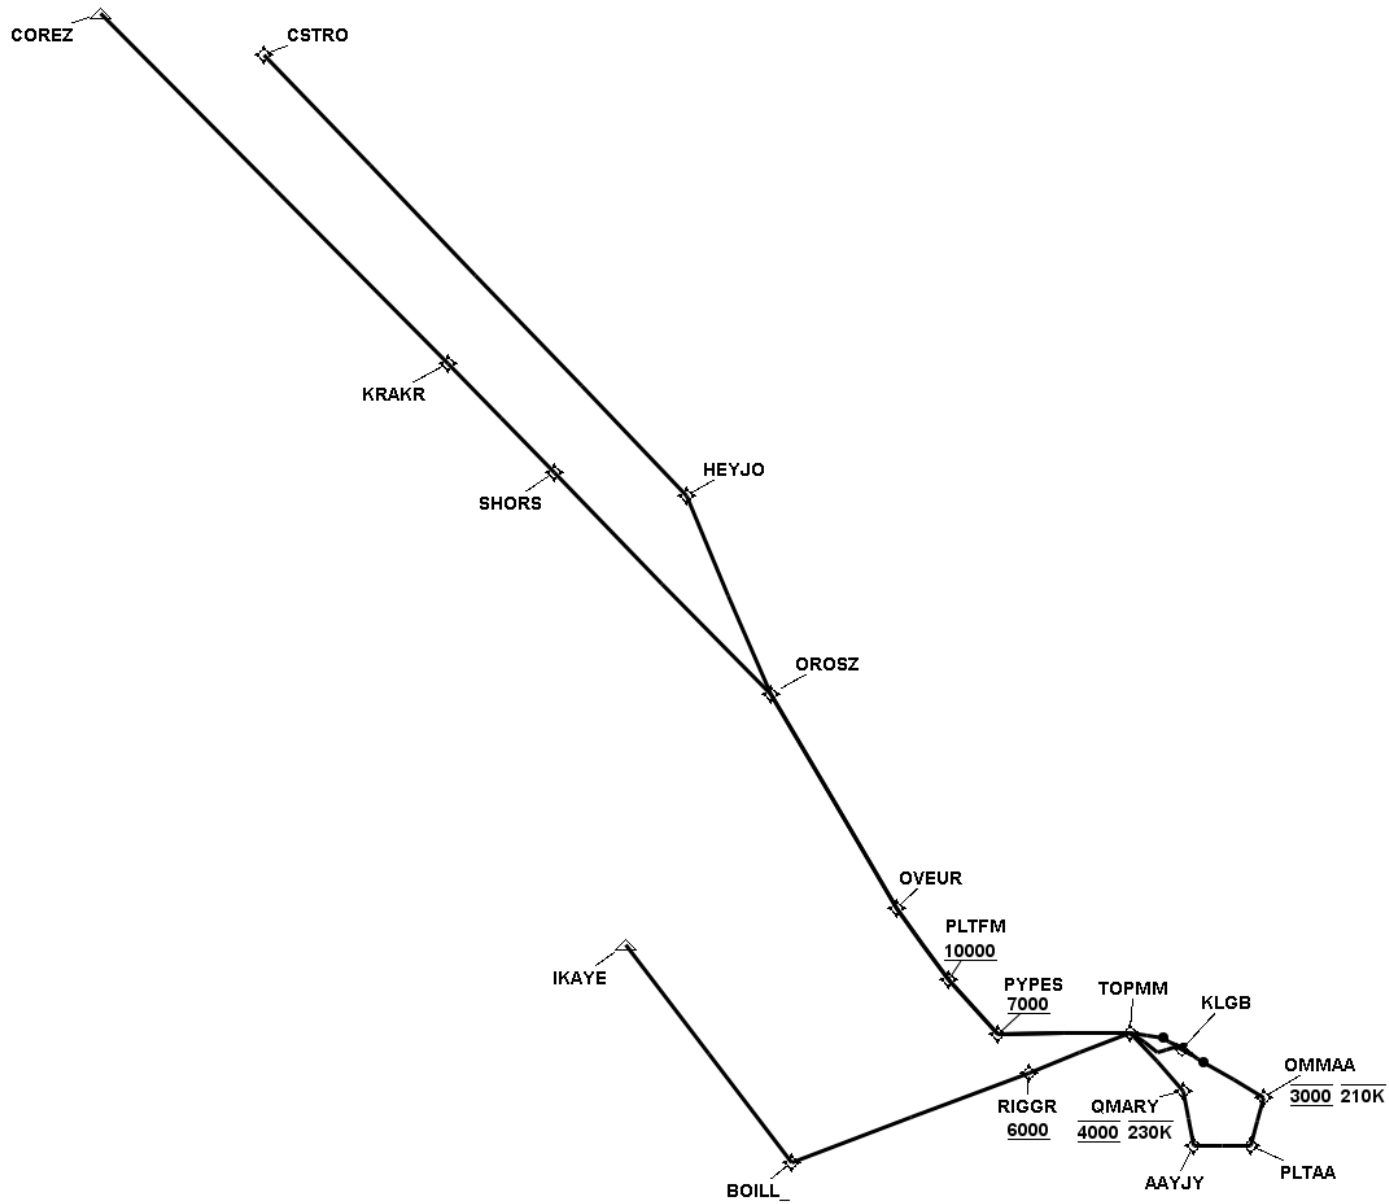 COREZ
CSTRO
KRAKR
HEYJO
SHORS
OROSZ
OVEUR
PLTFM
10000
IKAYE
PYPES
7000
TOPMM
KLGB
OMMAA
3000 210K
RIGGR
6000
QMARY
4000 230K
PLTAA
AAYJY
BOILL_